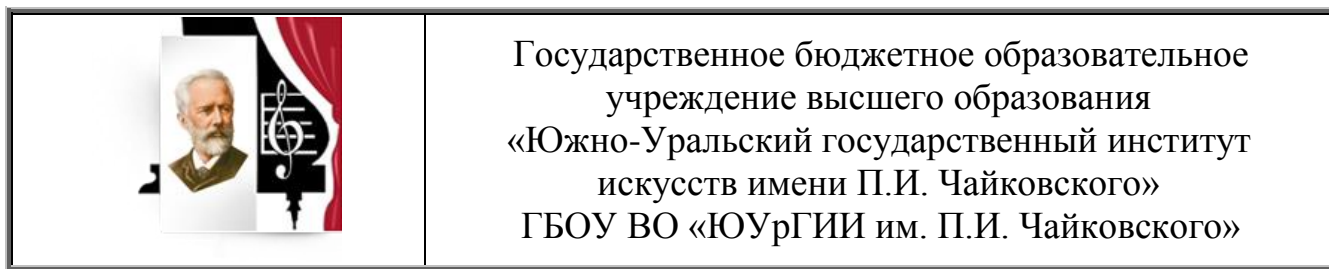 Государственное бюджетное образовательное
учреждение высшего образования
«Южно-Уральский государственный институт
искусств имени П.И. Чайковского»
ГБОУ ВО «ЮУрГИИ им. П.И. Чайковского»